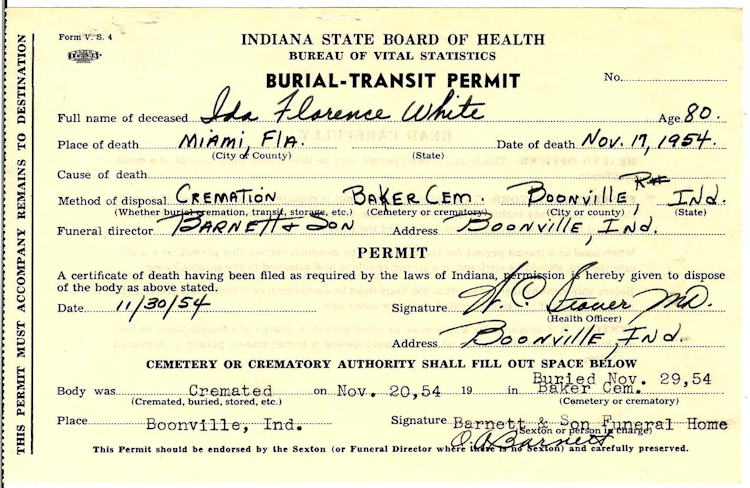 Form V. S. 4
INDIANA STATE BOARD OF HEALTH
BUREAU OF VITAL STATISTICS
BURIAL-TRANSIT PERMIT
No.
Full name of deceased Ida Florence White Age 80.
Place of death Miami, Fla. Date of death Nov. 17, 1954.
(City or County) (State)
Cause of death
Method of disposal Cremation Baker Cem. Boonville, R# Ind.
(Whether burial, cremation, transit, storage, etc.) (Cemetery or crematory) (City or county) (State)
Funeral director Barnett & Son Address Boonville, Ind.
PERMIT
A certificate of death having been filed as required by the laws of Indiana, permission is hereby given to dispose
of the body as above stated.
Date 11/30/54 Signature W. C. MD.
(Health Officer)
Address Boonville, Ind.
CEMETERY OR CREMATORY AUTHORITY SHALL FILL OUT SPACE BELOW
Buried Nov. 29,54
Body was Cremated on Nov. 20,54 19 in Baker Cem.
(Cremated, buried, stored, etc.) (Cemetery or crematory)
Place Boonville, Ind. Signature Barnett & Son Funeral Home
(Sexton or person in charge)
O. A. Barnett
This Permit should be endorsed by the Sexton (or Funeral Director where there is no Sexton) and carefully preserved.
THIS PERMIT MUST ACCOMPANY REMAINS TO DESTINATION